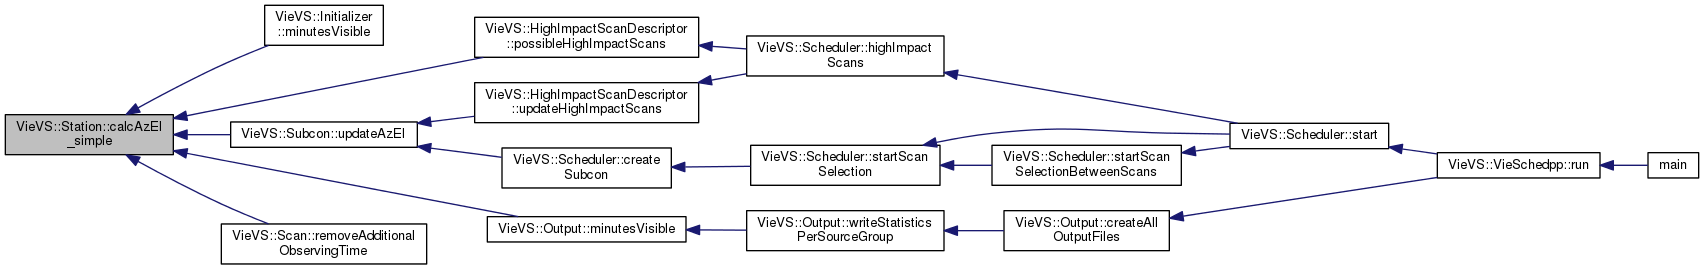 VieVS::Station::calcAzEl
_simple
VieVS::Initializer
::minutesVisible
VieVS::HighImpactScanDescriptor
::possibleHighImpactScans
VieVS::HighImpactScanDescriptor
::updateHighImpactScans
VieVS::Subcon::updateAzEl
VieVS::Scheduler::create
Subcon
VieVS::Output::minutesVisible
VieVS::Scan::removeAdditional
ObservingTime
VieVS::Scheduler::highImpact
Scans
VieVS::Scheduler::startScan
Selection
VieVS::Output::writeStatistics
PerSourceGroup
VieVS::Scheduler::startScan
SelectionBetweenScans
VieVS::Output::createAll
OutputFiles
VieVS::Scheduler::start
VieVS::VieSchedpp::run
main